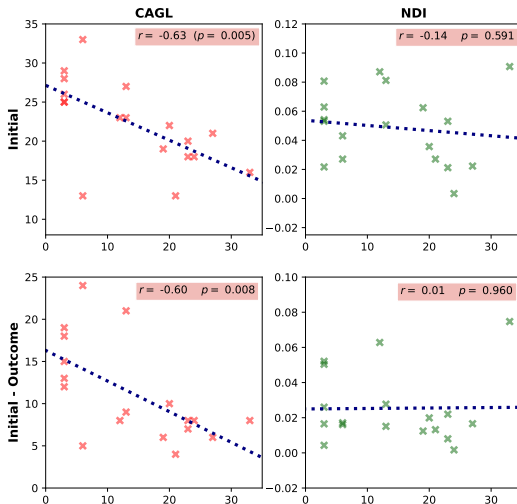 CAGL
NDI
r = -0.63 (p = 0.005)
r = -0.14 p = 0.591
Initial
35
30
25
20
15
10
0 10 20 30
0.12
0.10
0.08
0.06
0.04
0.02
0.00
−0.02
0 10 20 30
r = -0.60 p = 0.008
r = 0.01 p = 0.960
Initial - Outcome
25
20
15
10
5
0
0 10 20 30
0.10
0.08
0.06
0.04
0.02
0.00
−0.02
0 10 20 30